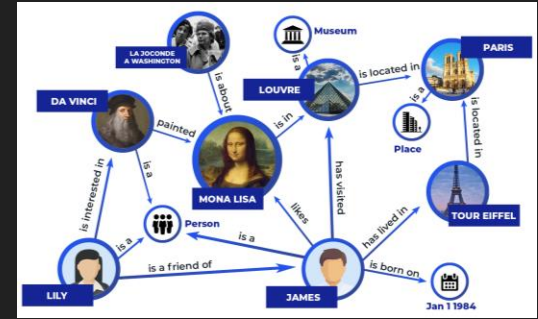 LA JOCONDE
A WASHINGTON
Museum
PARIS
is a
is located in
LOUVRE
DA VINCI
is about
is a
painted
is in
Place
is located in
is interested in
is a
MONA LISA
has visited
likes
Person
has lived in
TOUR EIFFEL
is a
is a
is a friend of
is born on
LILY
JAMES
Jan 1 1984